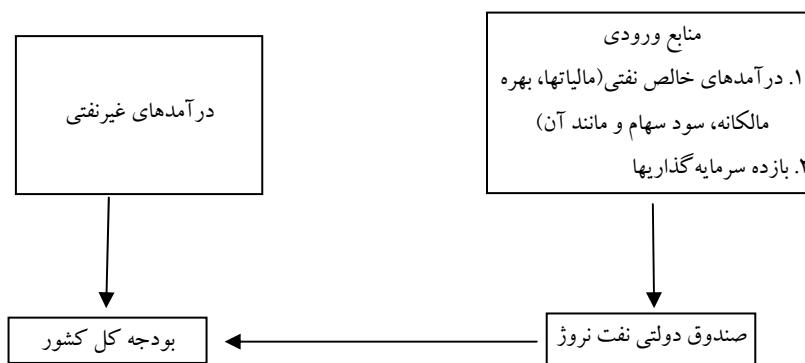 منابع ورودی
۱. درآمدهای خالص نفتی(مالیاتها، بهره
مالکانه، سود سهام و مانند آن)
۲. بازده سرمایه‌گذاریها
درآمدهای غیرنفتی
صندوق دولتی نفت نروژ
بودجه کل کشور